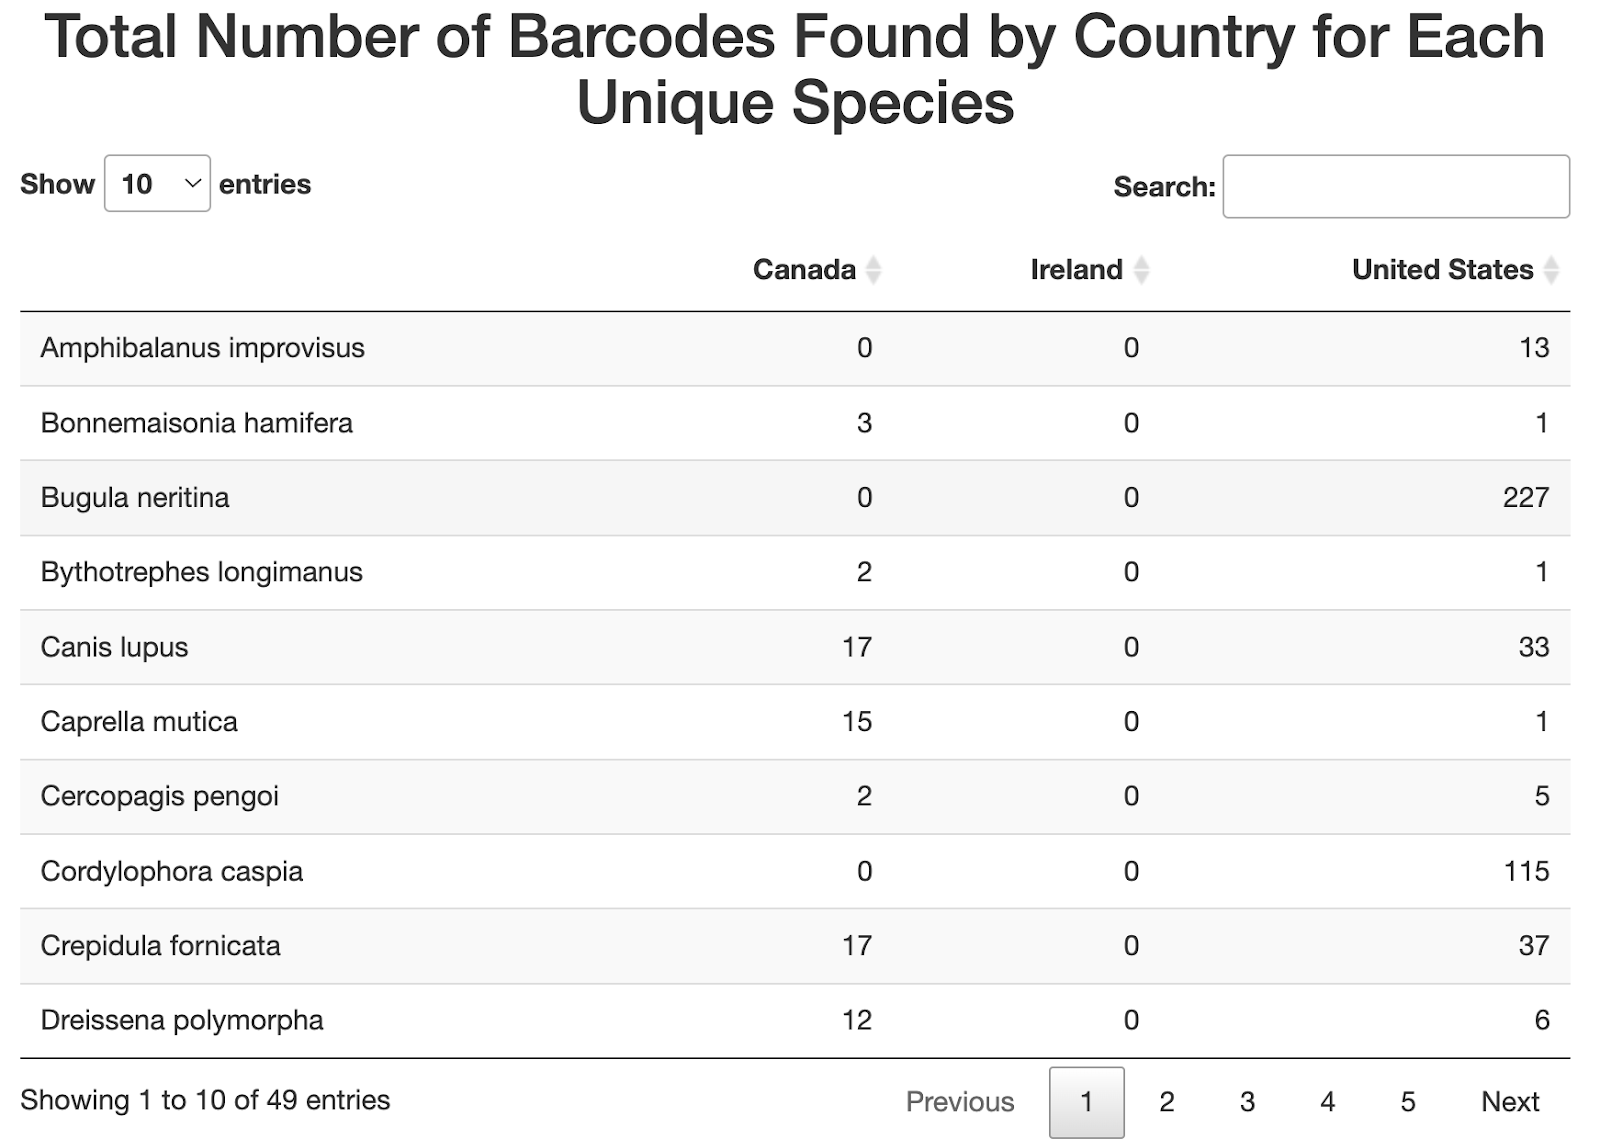 Total Number of Barcodes Found by Country for Each
Unique Species
Show 10 entries Search:
Canada Ireland United States
Amphibalanus improvisus 0 0 13
Bonnemaisonia hamifera 3 0 1
Bugula neritina 0 0 227
Bythotrephes longimanus 2 0 1
Canis lupus 17 0 33
Caprella mutica 15 0 1
Cercopagis pengoi 2 0 5
Cordylophora caspia 0 0 115
Crepidula fornicata 17 0 37
Dreissena polymorpha 12 0 6
Showing 1 to 10 of 49 entries Previous 1 2 3 4 5 Next